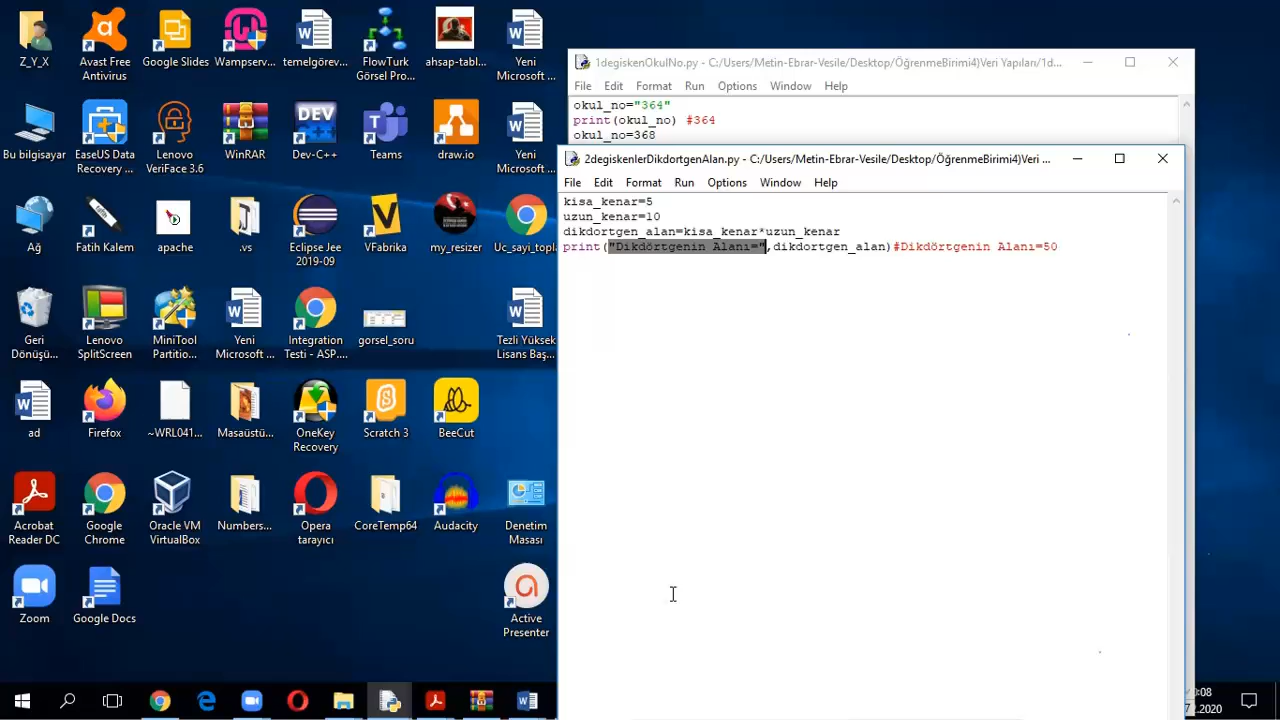 Z_Y_X
Avast Free
Antivirus
Google Slides
Wampserv...
temelgörev...
FlowTurk
Görsel Pro...
ahsap-tabl...
Yeni
Microsoft ...
Bu bilgisayar
EaseUS Data
Recovery ...
Lenovo
VeriFace 3.6
WinRAR
DEV
Dev-C++
Teams
draw.io
Yeni
Microsoft ...
Ağ
Fatih Kalem
apache
.vs
Eclipse Jee
2019-09
VFabrika
my_resizer
Uc_sayi_topla
Geri
Dönüşü...
Lenovo
SplitScreen
MiniTool
Partitio...
Yeni
Microsoft ...
Integration
Testi - ASP....
gorsel_soru
Tezli Yüksek
Lisans Baş...
ad
Firefox
~WRL041...
Masaüstü...
OneKey
Recovery
Scratch 3
BeeCut
Acrobat
Reader DC
Google
Chrome
Oracle VM
VirtualBox
Numbers...
Opera
tarayıcı
CoreTemp64
Audacity
Denetim
Masası
Zoom
Google Docs
Active
Presenter
1degiskenOkulNo.py - C:/Users/Metin-Ebrar-Vesile/Desktop/ÖğrenmeBirimi4)Veri Yapıları/1d...
File Edit Format Run Options Window Help
okul_no="364"
print(okul_no) #364
okul_no=368
2degiskenlerDikdortgenAlan.py - C:/Users/Metin-Ebrar-Vesile/Desktop/ÖğrenmeBirimi4)Veri ...
File Edit Format Run Options Window Help
kisa_kenar=5
uzun_kenar=10
dikdortgen_alan=kisa_kenar*uzun_kenar
print("Dikdörtgenin Alanı=",dikdortgen_alan)#Dikdörtgenin Alanı=50
0:08
.2020